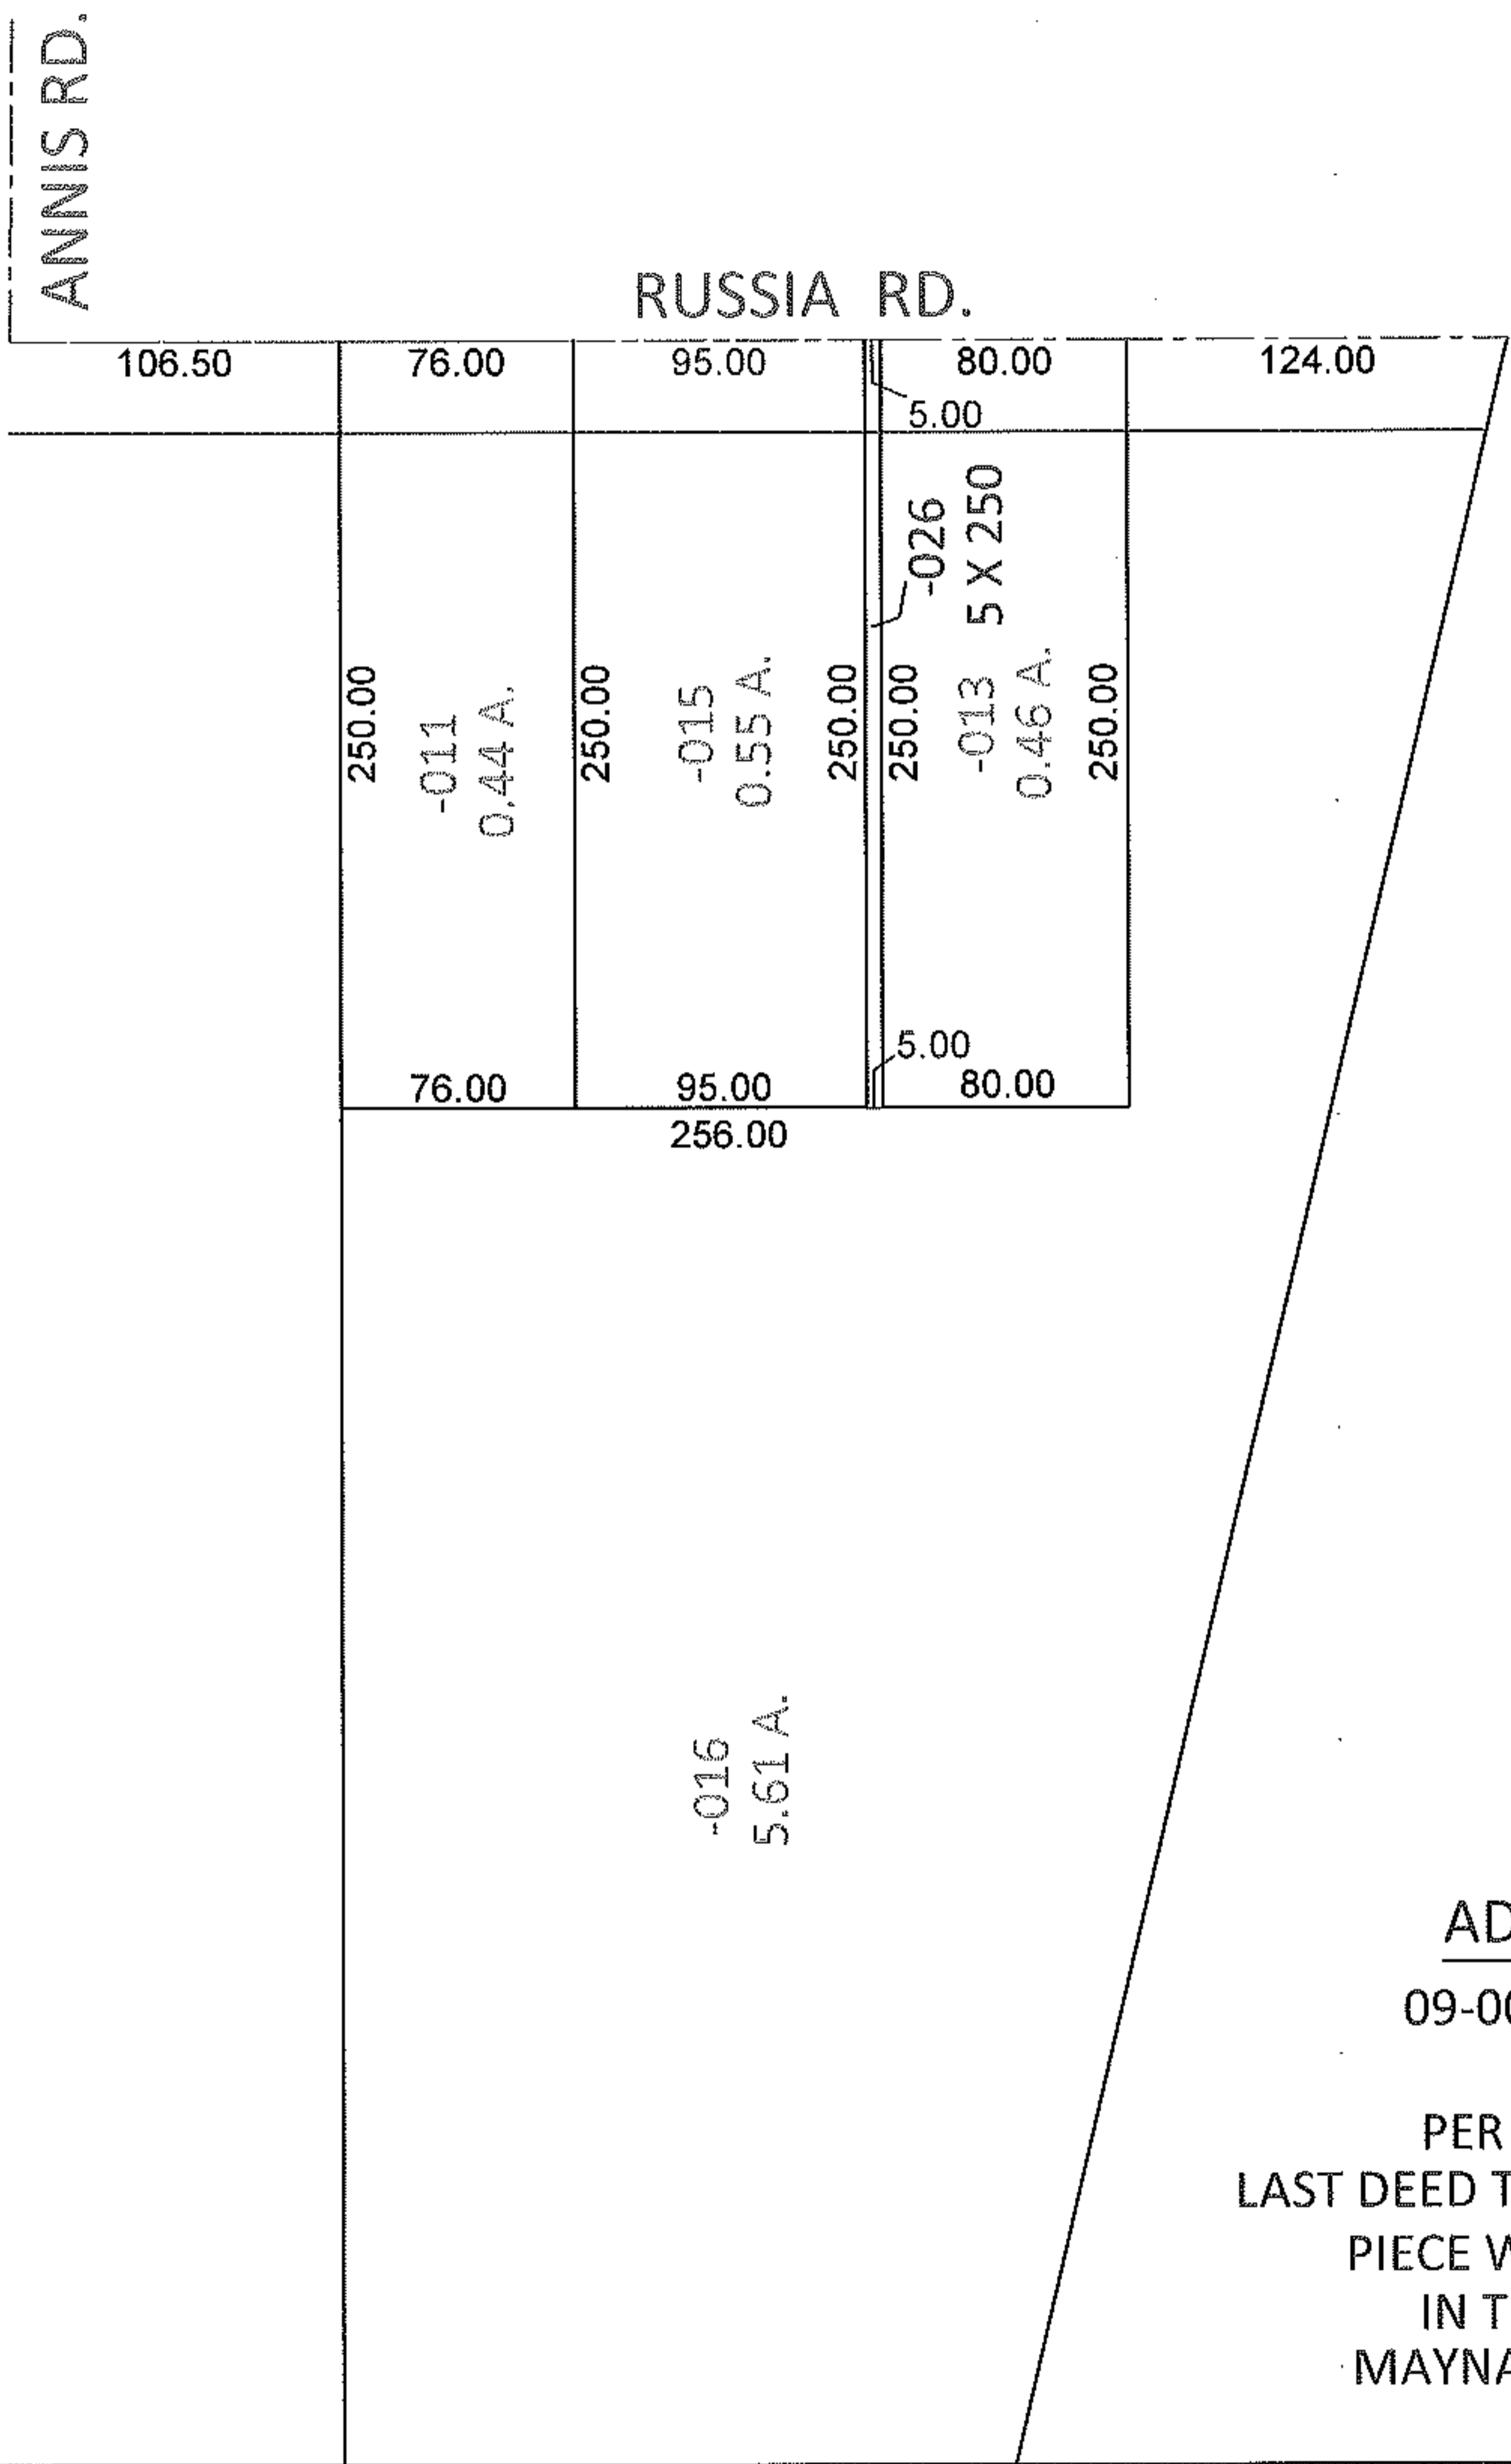 ANNIS RD.
RUSSIA RD.
106.50
76.00
95.00
80.00
124.00
5.00
-026
5 X 250
250.00
-011
0.44 A.
250.00
-015
0.55 A.
250.00
250.00
-013
0.46 A.
250.00
5.00
76.00
95.00
80.00
256.00
-016
5.61 A.
AD
09-00
PER
LAST DEED T
PIECE W
IN T
MAYNA